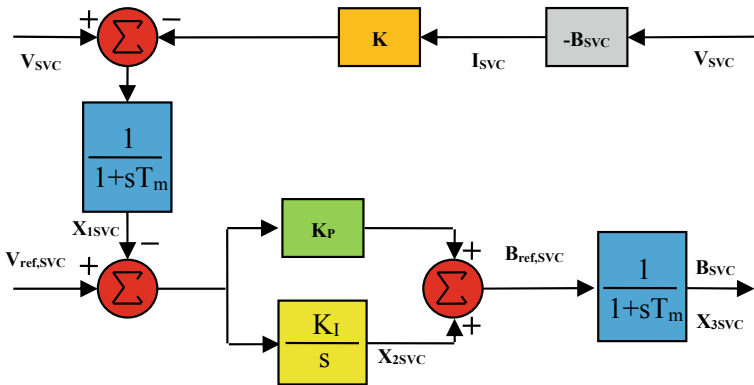 +
−
Σ
V_SVC
K
I_SVC
-B_SVC
V_SVC
1
1+sT_m
X_1SVC
−
V_ref,SVC
+
Σ
K_P
K_I
s
X_2SVC
+
Σ
+
B_ref,SVC
1
1+sT_m
B_SVC
X_3SVC